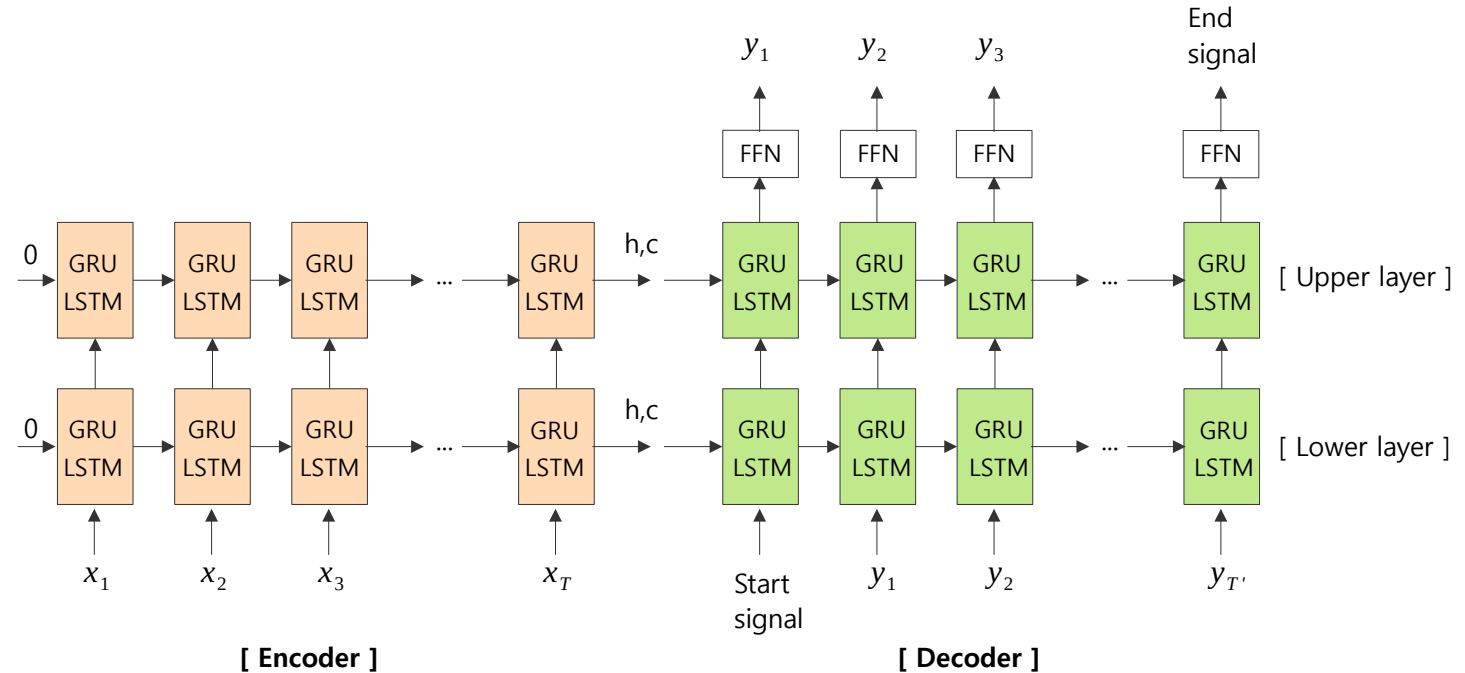 End
signal
y₁ y₂ y₃
FFN FFN FFN FFN
0 h,c
GRU GRU GRU ... GRU GRU GRU GRU ... GRU [ Upper layer ]
LSTM LSTM LSTM LSTM LSTM LSTM LSTM LSTM
0 h,c
GRU GRU GRU ... GRU GRU GRU GRU ... GRU [ Lower layer ]
LSTM LSTM LSTM LSTM LSTM LSTM LSTM LSTM
x₁ x₂ x₃ x_T Start y₁ y₂ y_T'
signal
[ Encoder ] [ Decoder ]